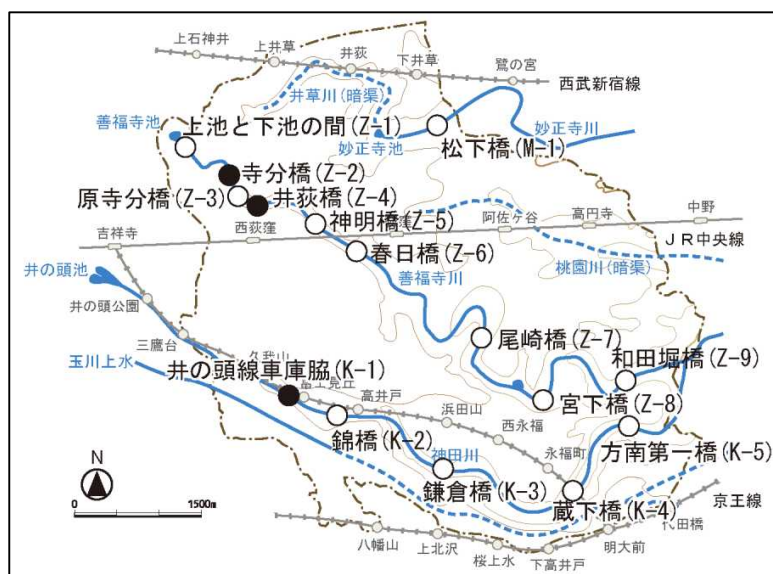 上石神井
上井草
井荻
下井草
鷺の宮
西武新宿線
井草川(暗渠)
善福寺池
上池と下池の間(Z-1)
妙正寺池
松下橋(M-1)
妙正寺川
寺分橋(Z-2)
原寺分橋(Z-3)
井荻橋(Z-4)
神明橋(Z-5)
阿佐ヶ谷
高円寺
中野
吉祥寺
西荻窪
JR中央線
春日橋(Z-6)
井の頭池
善福寺川
桃園川(暗渠)
井の頭公園
三鷹台
尾崎橋(Z-7)
和田堀橋(Z-9)
玉川上水
井の頭線車庫脇(K-1)
富士見丘
高井戸
浜田山
宮下橋(Z-8)
西永福
錦橋(K-2)
神田川
永福町
方南第一橋(K-5)
N
鎌倉橋(K-3)
蔵下橋(K-4)
京王線
0
1500m
代田橋
八幡山
上北沢
桜上水
下高井戸
明大前